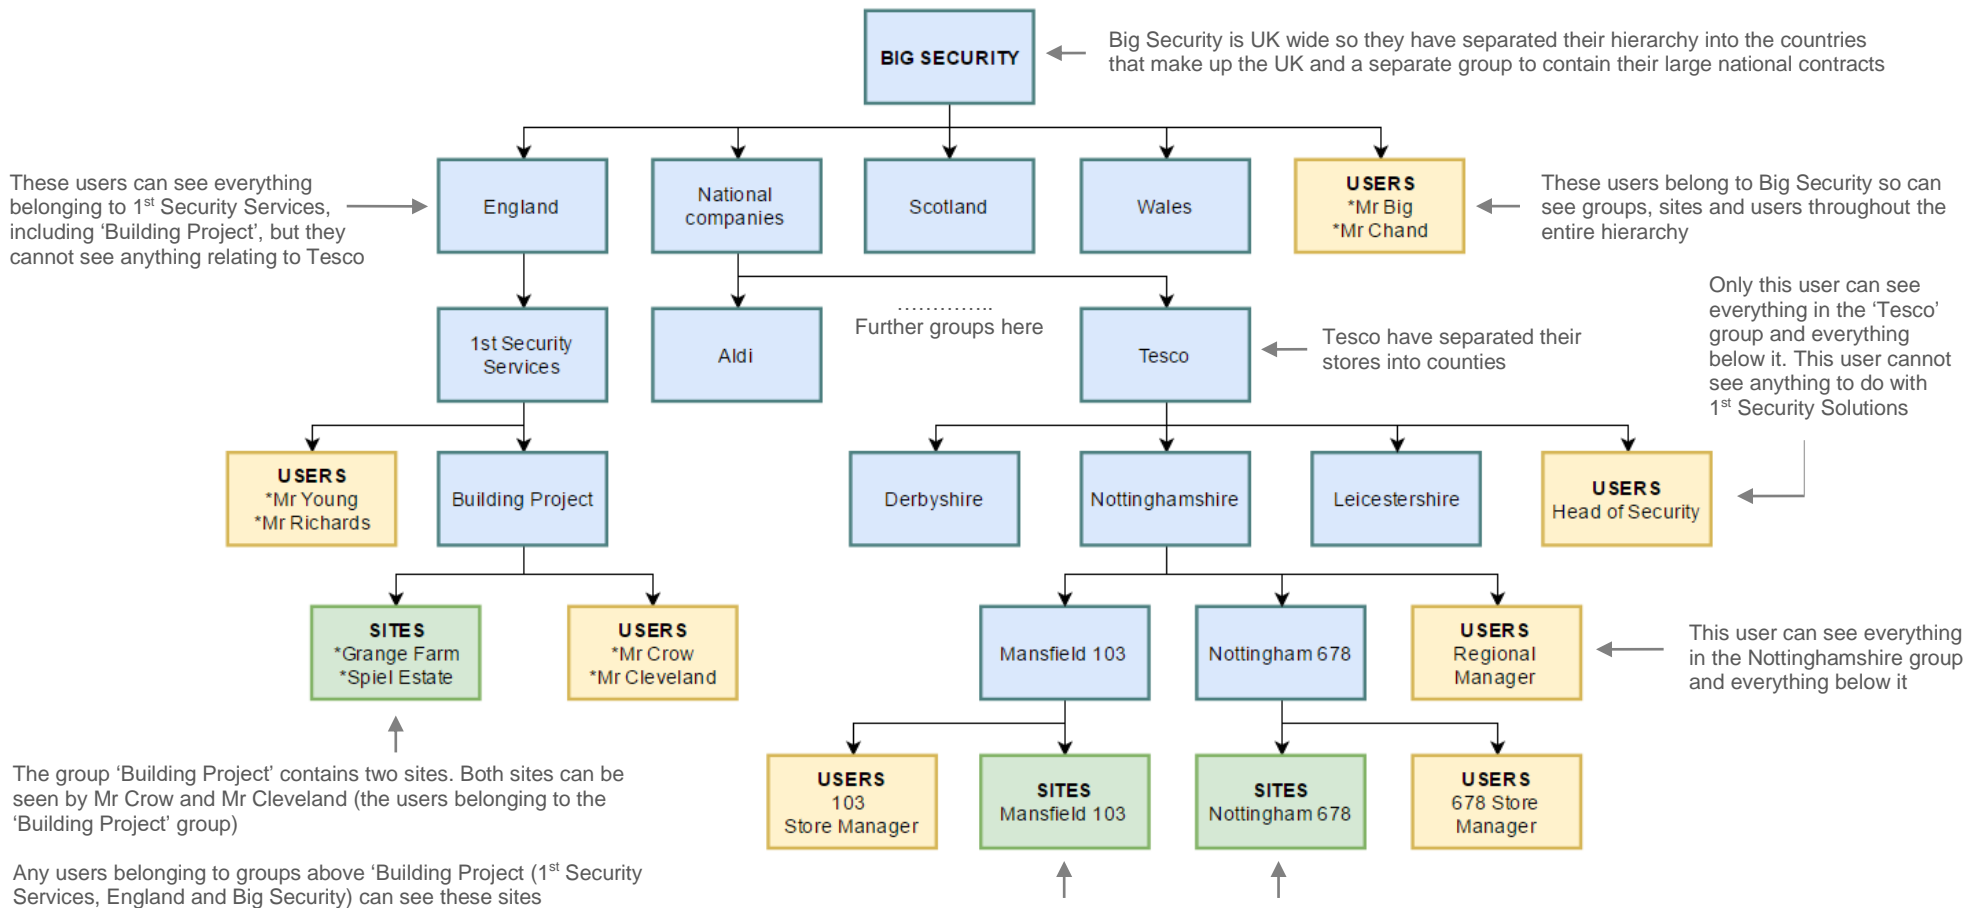 BIG SECURITY
Big Security is UK wide so they have separated their hierarchy into the countries
that make up the UK and a separate group to contain their large national contracts
These users can see everything
belonging to 1st Security Services,
including ‘Building Project’, but they
cannot see anything relating to Tesco
England
National
companies
Scotland
Wales
USERS
*Mr Big
*Mr Chand
These users belong to Big Security so can
see groups, sites and users throughout the
entire hierarchy
1st Security
Services
Aldi
…………..
Further groups here
Tesco
Tesco have separated their
stores into counties
Only this user can see
everything in the ‘Tesco’
group and everything
below it. This user cannot
see anything to do with
1st Security Solutions
USERS
*Mr Young
*Mr Richards
Building Project
Derbyshire
Nottinghamshire
Leicestershire
USERS
Head of Security
SITES
*Grange Farm
*Spiel Estate
USERS
*Mr Crow
*Mr Cleveland
Mansfield 103
Nottingham 678
USERS
Regional
Manager
This user can see everything
in the Nottinghamshire group
and everything below it
The group ‘Building Project’ contains two sites. Both sites can be
seen by Mr Crow and Mr Cleveland (the users belonging to the
‘Building Project’ group)
Any users belonging to groups above ‘Building Project (1st Security
Services, England and Big Security) can see these sites
USERS
103
Store Manager
SITES
Mansfield 103
SITES
Nottingham 678
USERS
678 Store
Manager